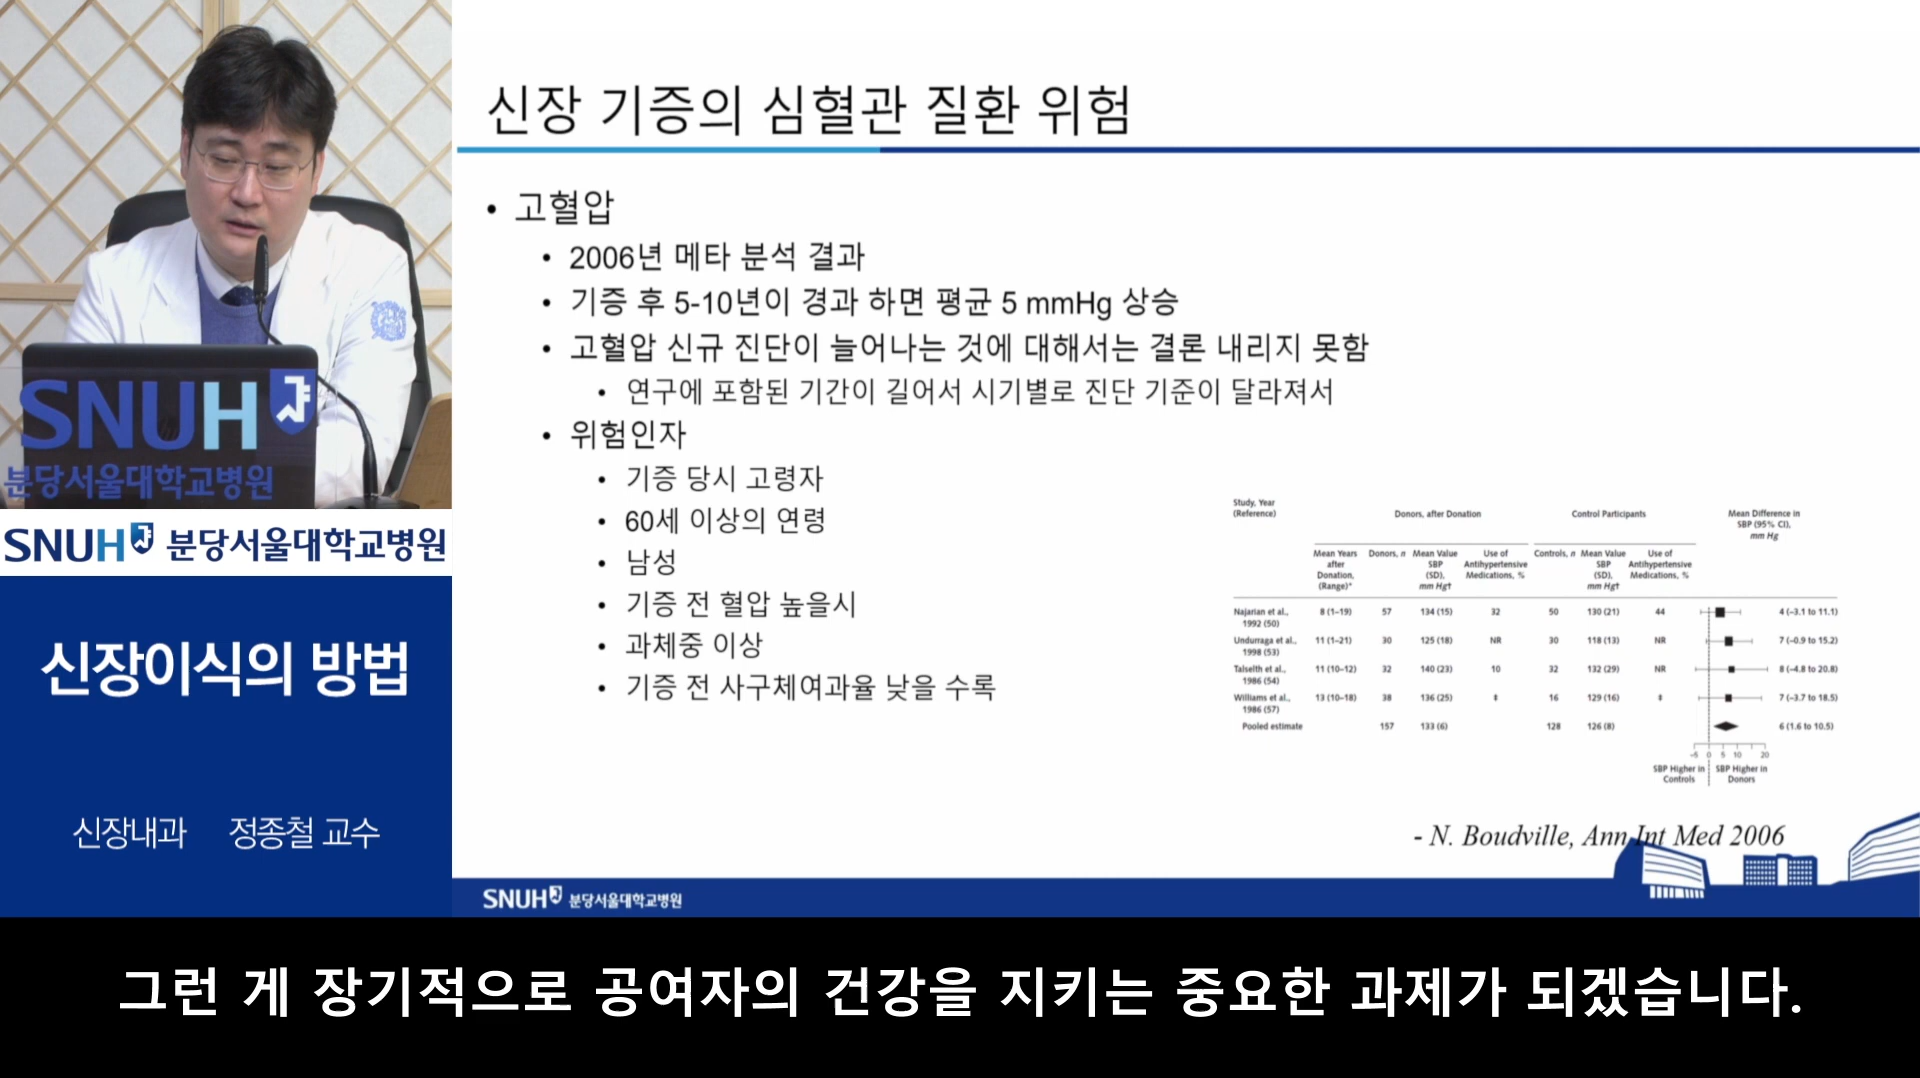 SNUH
분당서울대학교병원
SNUH 분당서울대학교병원
신장이식의 방법
신장내과 정종철 교수
신장 기증의 심혈관 질환 위험
• 고혈압
• 2006년 메타 분석 결과
• 기증 후 5-10년이 경과 하면 평균 5 mmHg 상승
• 고혈압 신규 진단이 늘어나는 것에 대해서는 결론 내리지 못함
• 연구에 포함된 기간이 길어서 시기별로 진단 기준이 달라져서
• 위험인자
• 기증 당시 고령자
• 60세 이상의 연령
• 남성
• 기증 전 혈압 높을시
• 과체중 이상
• 기증 전 사구체여과율 낮을 수록
Study, Year
(Reference)
Donors, after Donation
Control Participants
Mean Difference in
SBP (95% CI),
mm Hg
Mean Years
after
Donation,
(Range)*
Donors, n
Mean Value
SBP
(SD),
mm Hg†
Use of
Antihypertensive
Medications, %
Controls, n
Mean Value
SBP
(SD),
mm Hg†
Use of
Antihypertensive
Medications, %
Najarian et al., 8 (1–19) 57 134 (15) 32 50 130 (21) 44 4 (–3.1 to 11.1)
1992 (50)
Undurraga et al., 11 (1–21) 30 125 (18) NR 30 118 (13) NR 7 (–0.9 to 15.2)
1998 (53)
Talseth et al., 11 (10–12) 32 140 (23) 10 32 132 (29) NR 8 (–4.8 to 20.8)
1986 (54)
Williams et al., 13 (10–18) 38 136 (25) ‡ 16 129 (16) ‡ 7 (–3.7 to 18.5)
1986 (57)
Pooled estimate 157 133 (6) 128 126 (8) 6 (1.6 to 10.5)
–5 0 5 10 20
SBP Higher in
Controls
SBP Higher in
Donors
- N. Boudville, Ann Int Med 2006
SNUH 분당서울대학교병원
그런 게 장기적으로 공여자의 건강을 지키는 중요한 과제가 되겠습니다.